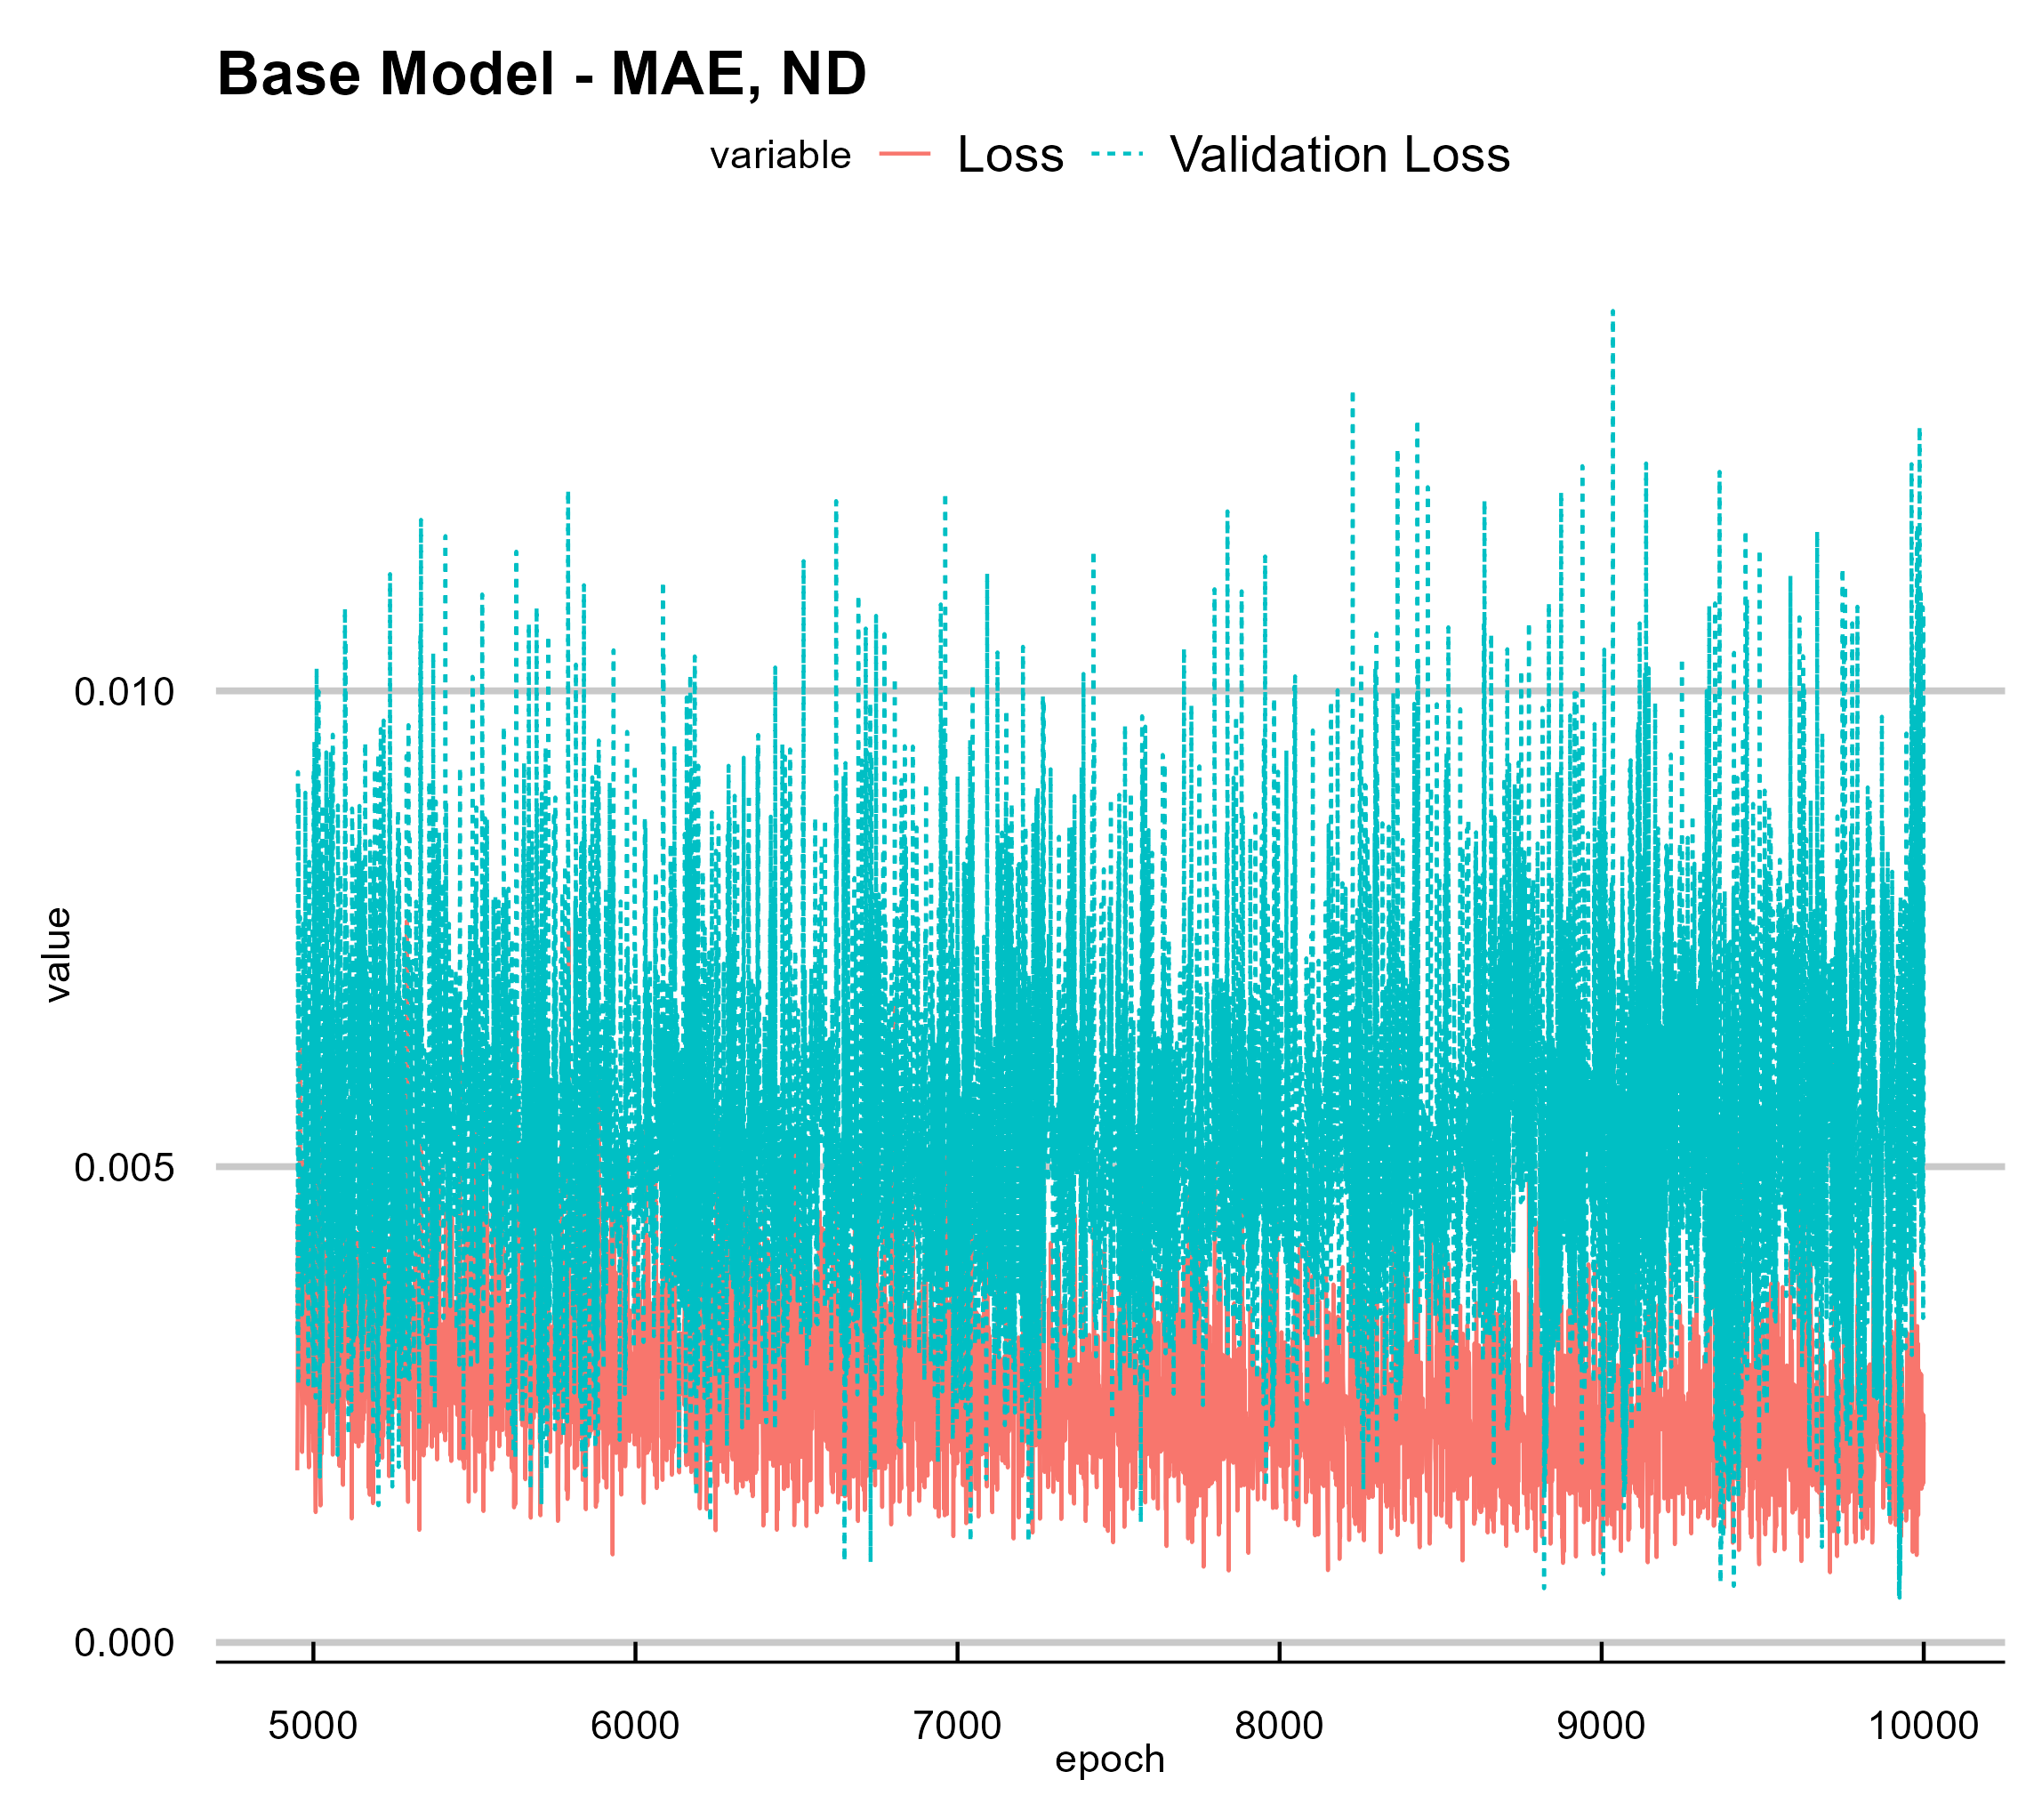 Base Model - MAE, ND
variable Loss Validation Loss
0.010
value
0.005
0.000
5000 6000 7000 8000 9000 10000
epoch